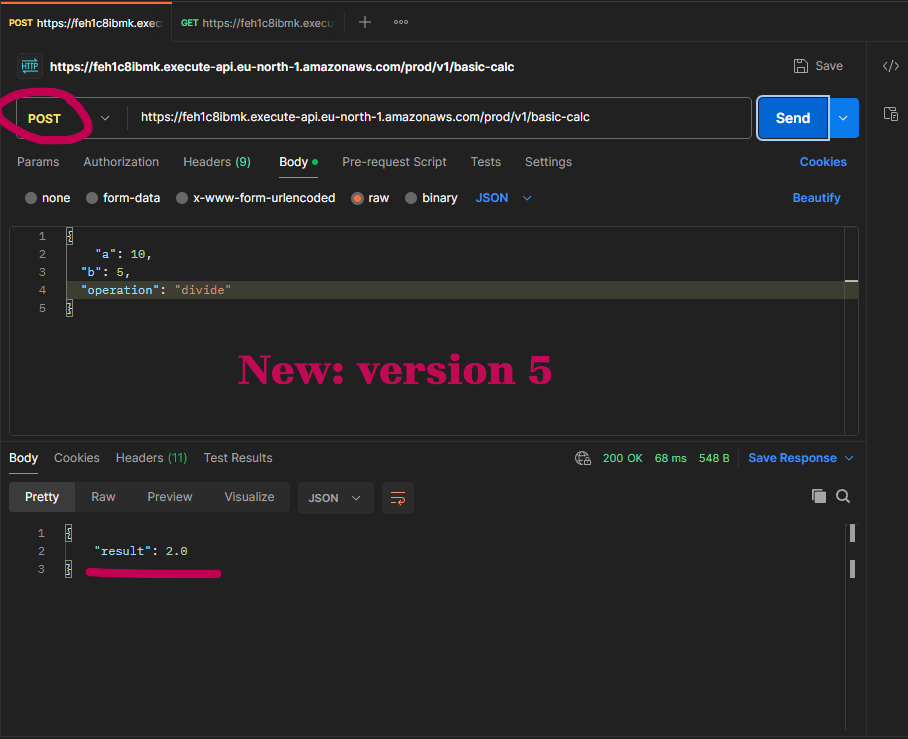 POST https://feh1c8ibmk.exec GET https://feh1c8ibmk.execu
HTTP https://feh1c8ibmk.execute-api.eu-north-1.amazonaws.com/prod/v1/basic-calc Save
POST https://feh1c8ibmk.execute-api.eu-north-1.amazonaws.com/prod/v1/basic-calc Send
Params Authorization Headers (9) Body Pre-request Script Tests Settings Cookies
none form-data x-www-form-urlencoded raw binary JSON Beautify
1 {
2 "a": 10,
3 "b": 5,
4 "operation": "divide"
5 }
New: version 5
Body Cookies Headers (11) Test Results 200 OK 68 ms 548 B Save Response
Pretty Raw Preview Visualize JSON
1 {
2 "result": 2.0
3 }